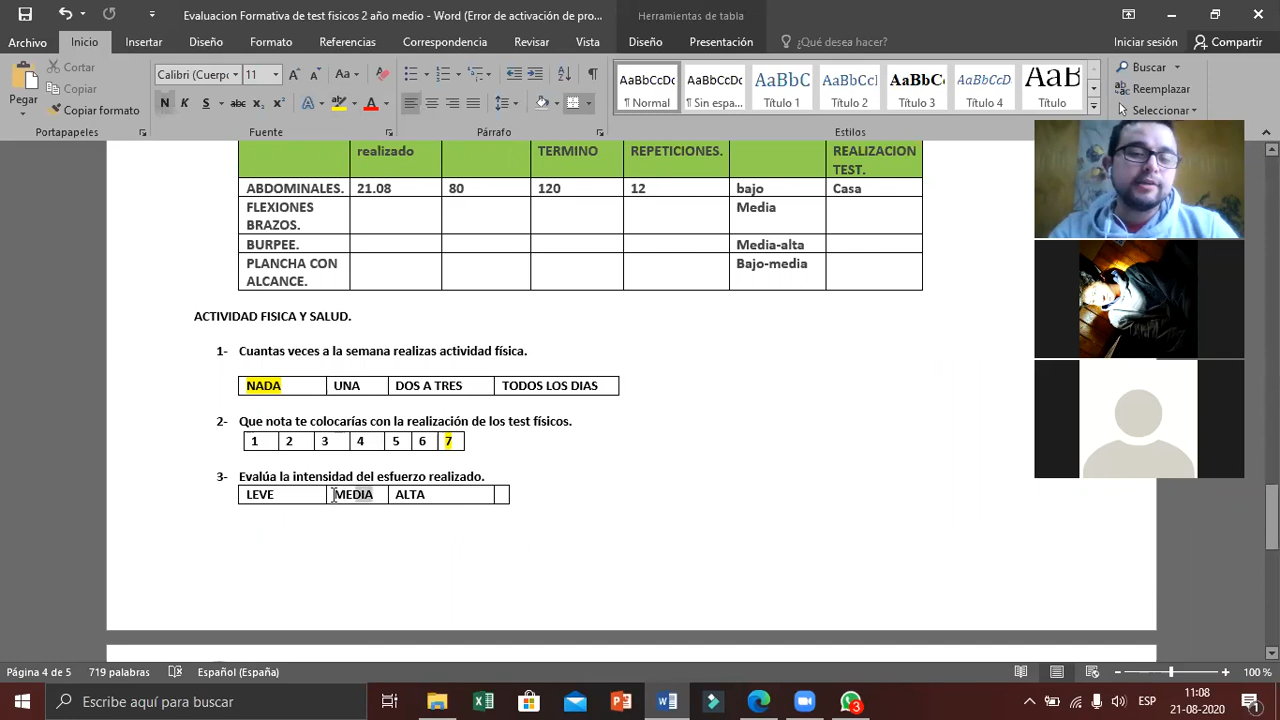 Evaluacion Formativa de test fisicos 2 año medio - Word (Error de activación de pro...
Herramientas de tabla
Archivo Inicio Insertar Diseño Formato Referencias Correspondencia Revisar Vista Diseño Presentación ¿Qué desea hacer? Iniciar sesión Compartir
Cortar
Copiar
Copiar formato
Pegar
Calibri (Cuerpo 11
N K S abc x₂ x² A A
AaBbCcDc AaBbCcDc AaBbC AaBbCcI AaBbCcD AaBbCcD AaB
¶ Normal ¶ Sin espa... Título 1 Título 2 Título 3 Título 4 Título
Buscar
Reemplazar
Seleccionar
Portapapeles Fuente Párrafo Estilos
realizado TERMINO REPETICIONES. REALIZACION
TEST.
ABDOMINALES. 21.08 80 120 12 bajo Casa
FLEXIONES Media
BRAZOS.
BURPEE. Media-alta
PLANCHA CON Bajo-media
ALCANCE.
ACTIVIDAD FISICA Y SALUD.
1- Cuantas veces a la semana realizas actividad física.
NADA UNA DOS A TRES TODOS LOS DIAS
2- Que nota te colocarías con la realización de los test físicos.
1 2 3 4 5 6 7
3- Evalúa la intensidad del esfuerzo realizado.
LEVE MEDIA ALTA
Página 4 de 5 719 palabras Español (España) 100 %
Escribe aquí para buscar
3
ESP
11:08
21-08-2020
1